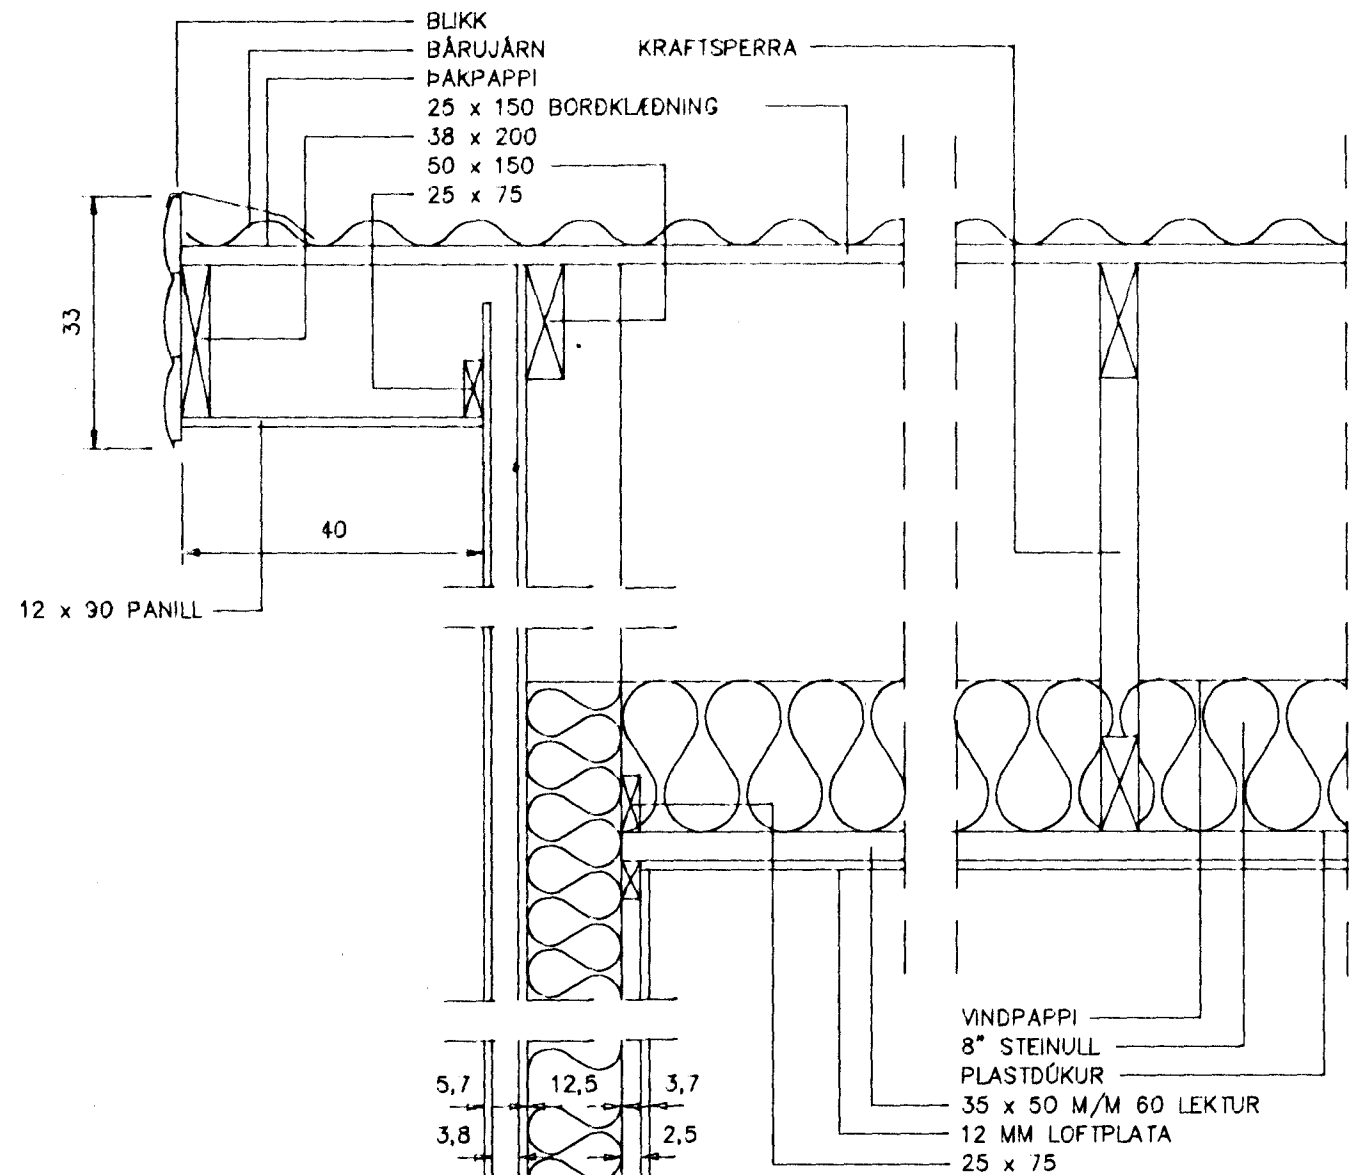 BLIKK
BÁRUJÁRN
KRAFTSPERRA
ÞAKPAPPI
25 x 150 BORÐKLÆÐNING
38 x 200
50 x 150
25 x 75
33
40
12 x 90 PANILL
VINDPAPPI
8" STEINULL
PLASTDÚKUR
35 x 50 M/M 60 LEKTUR
12 MM LOFTPLATA
25 x 75
5,7
12,5
3,7
3,8
2,5